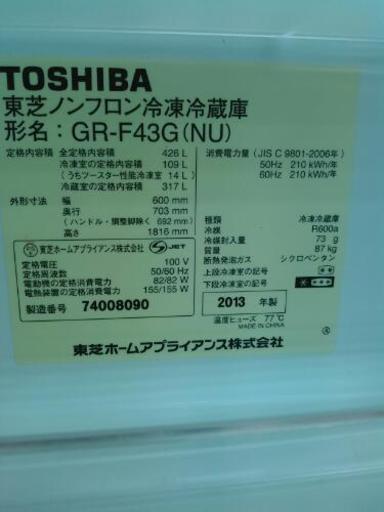 TOSHIBA
東芝ノンフロン冷凍冷蔵庫
形名：GR-F43G(NU)
定格内容積 全定格内容積 426 L
冷凍室の定格内容積 109 L
(うちツースター性能冷凍室 14 L)
冷蔵室の定格内容積 317 L
外形寸法 幅 600 mm
奥行 703 mm
(ハンドル・調整脚除く 692 mm)
高さ 1816 mm
東芝ホームアプライアンス株式会社 S JET
定格電圧 100 V
定格周波数 50/60 Hz
電動機の定格消費電力 82/82 W
電熱装置の定格消費電力 155/155 W
製造番号 74008090
消費電力量 (JIS C 9801-2006年)
50Hz 210 kWh/年
60Hz 210 kWh/年
種類 冷凍冷蔵庫
冷媒 R600a
冷媒封入量 73 g
質量 87 kg
断熱発泡ガス シクロペンタン
上段冷凍室の記号 **
下段冷凍室の記号 * ***
2013 年製
温度ヒューズ 77℃
MADE IN CHINA
Ⓐ
東芝ホームアプライアンス株式会社